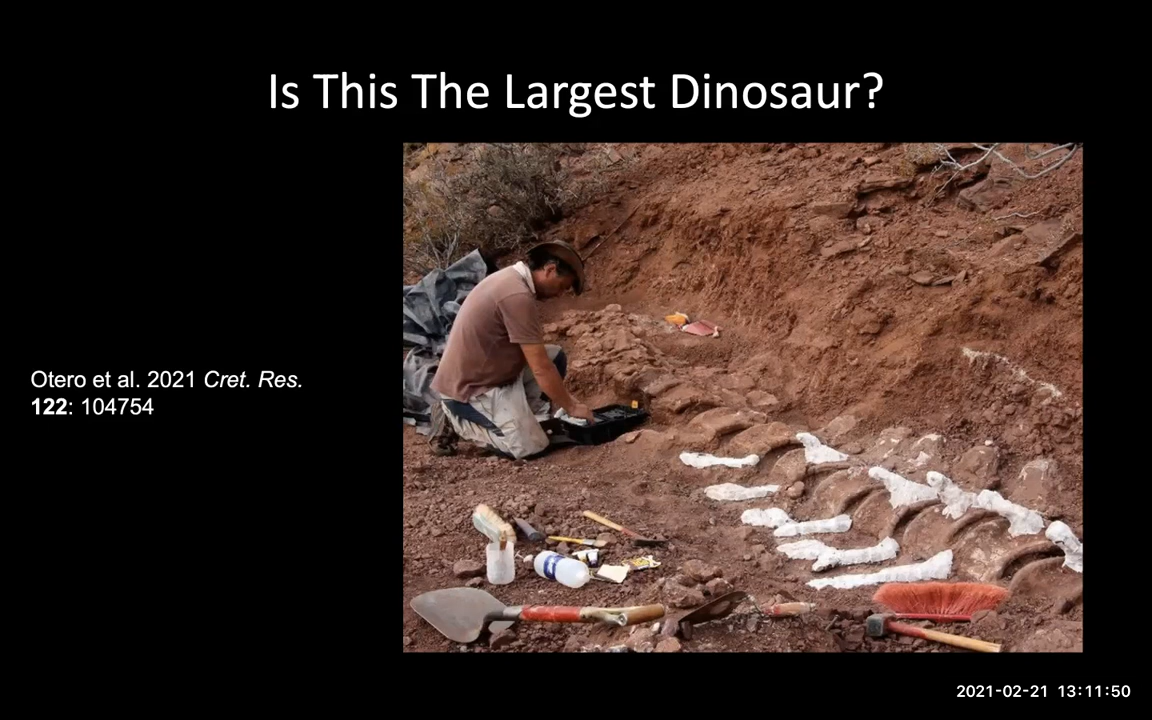 Is This The Largest Dinosaur?
Otero et al. 2021 Cret. Res.
122: 104754
2021-02-21 13:11:50